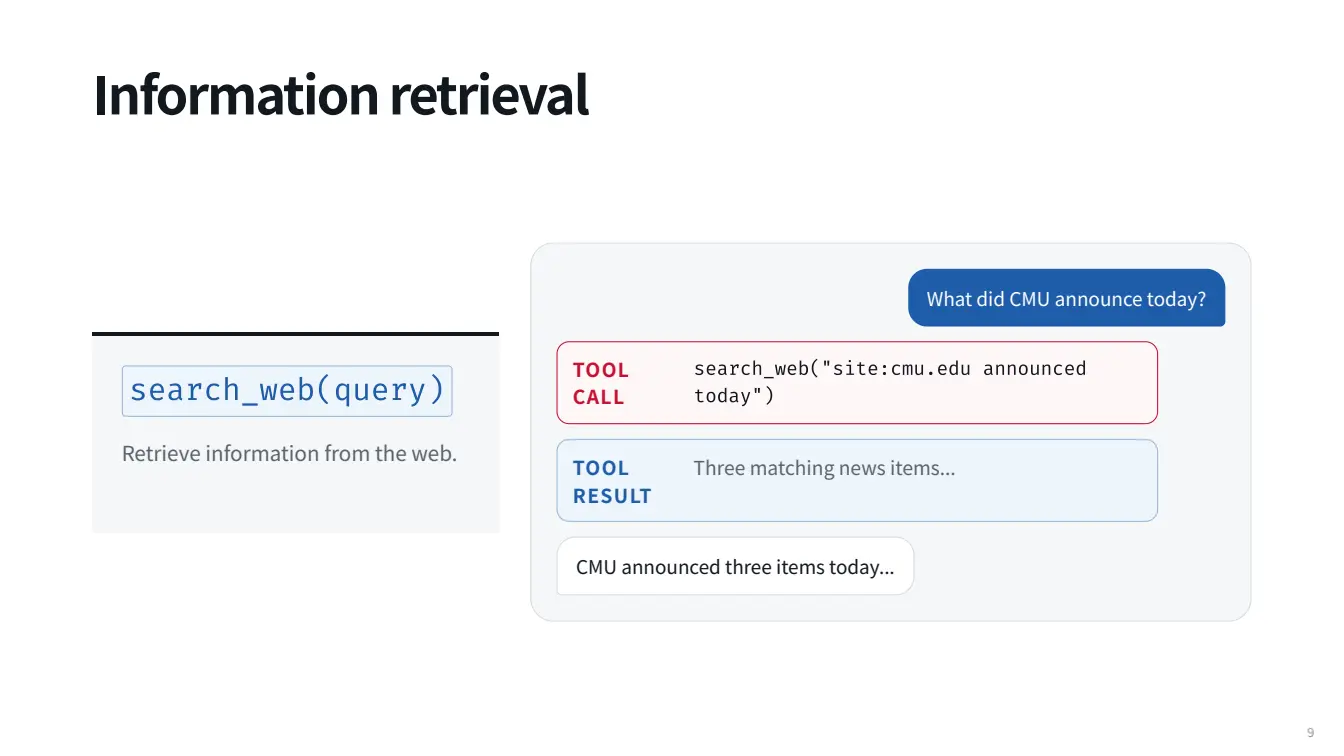 Information retrieval
search_web(query)
Retrieve information from the web.
What did CMU announce today?
TOOL
CALL
search_web("site:cmu.edu announced
today")
TOOL
RESULT
Three matching news items...
CMU announced three items today...
9